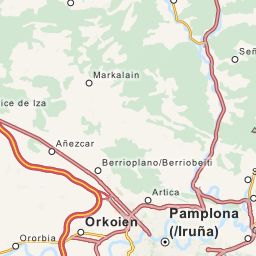 Markalain
ice de Iza
Añezcar
Berrioplano/Berriobeiti
Artica
Orkoien
Pamplona
(/Iruña)
Ororbia